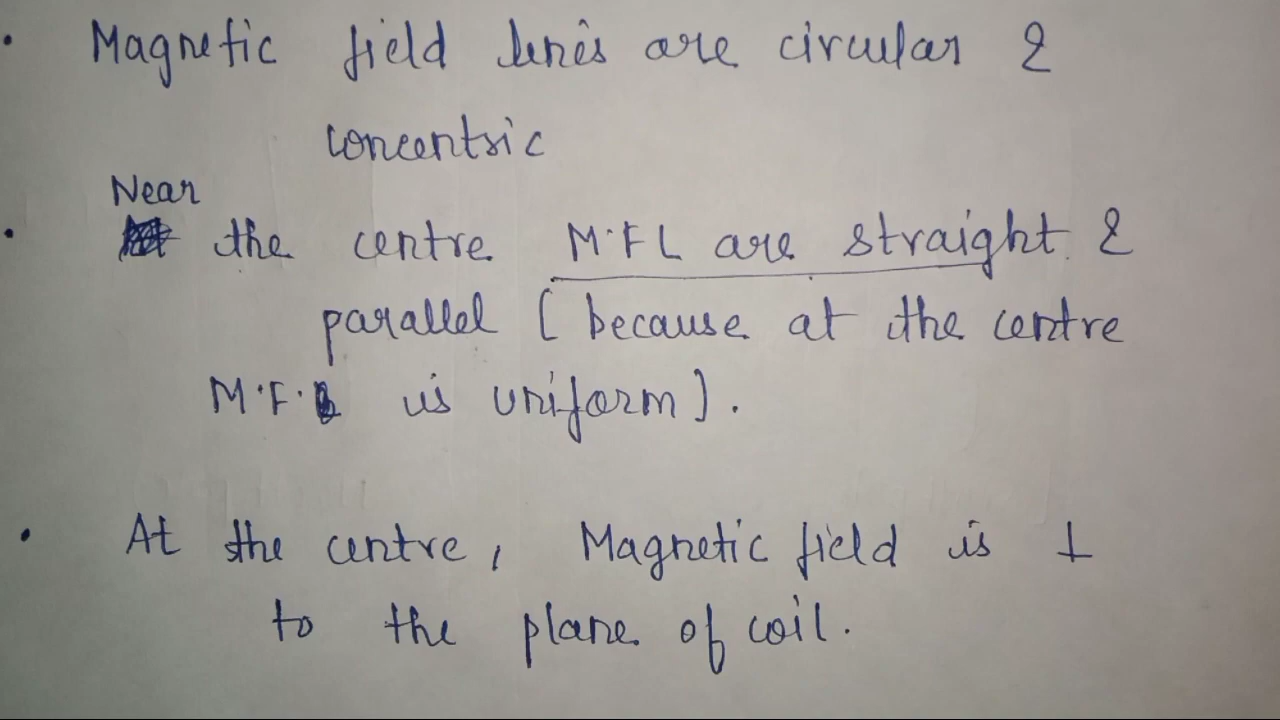 • Magnetic field lines are circular &
concentric
Near
• the centre M.F.L are straight &
parallel [ because at the centre
M.F. is uniform ].
• At the centre, Magnetic field is ⊥
to the plane of coil.